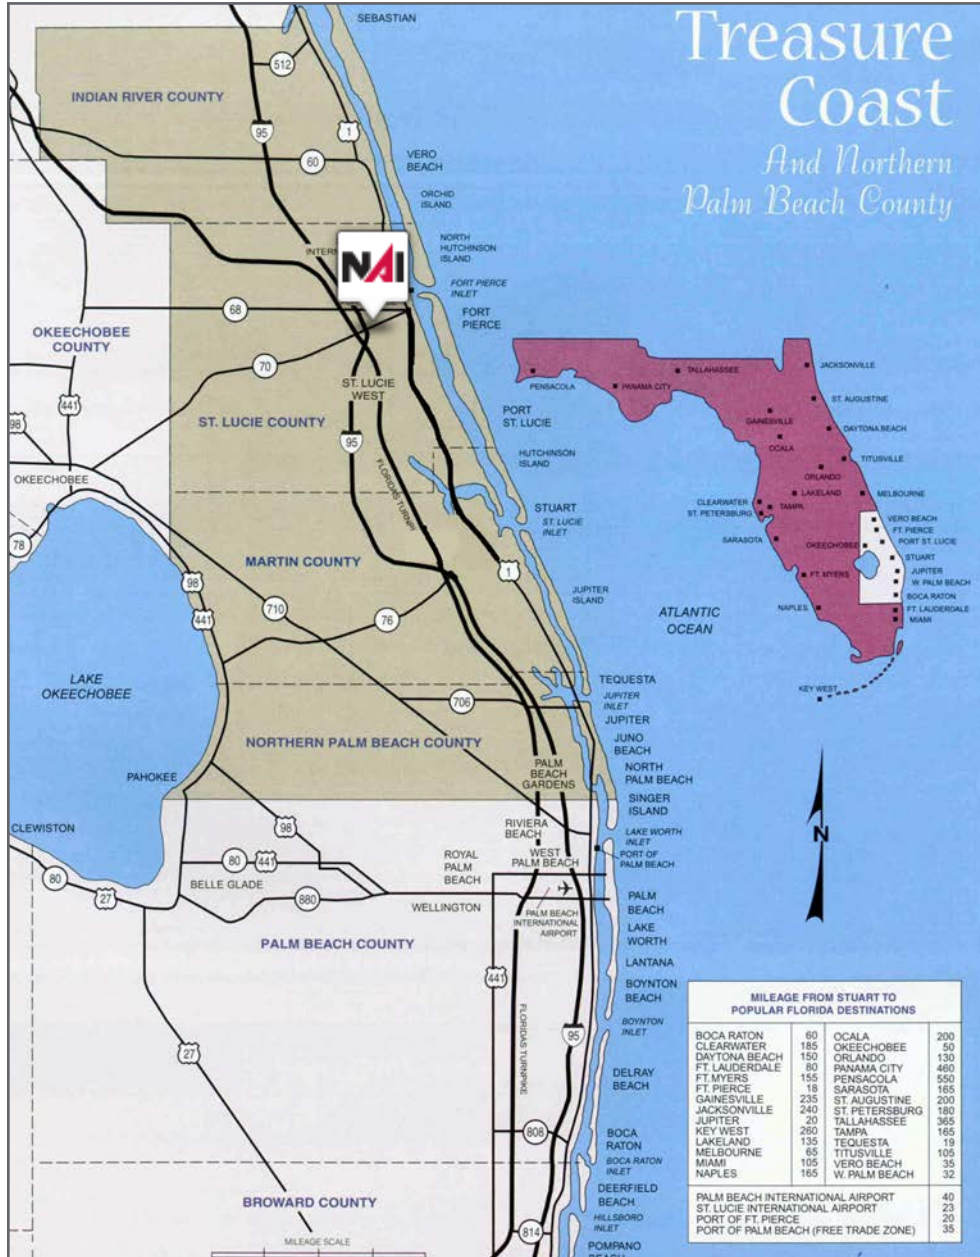 Treasure
Coast
And Northern
Palm Beach County
SEBASTIAN
512
INDIAN RIVER COUNTY
95
1
60
VERO
BEACH
ORCHID
ISLAND
NORTH
HUTCHINSON
ISLAND
NAI
FORT PIERCE
INLET
68
FORT
PIERCE
OKEECHOBEE
COUNTY
70
ST. LUCIE
WEST
441
98
ST. LUCIE COUNTY
PORT
ST. LUCIE
95
HUTCHINSON
ISLAND
OKEECHOBEE
STUART
ST. LUCIE
INLET
78
MARTIN COUNTY
1
98
JUPITER
ISLAND
710
441
76
LAKE
OKEECHOBEE
TEQUESTA
JUPITER
INLET
706
JUPITER
NORTHERN PALM BEACH COUNTY
JUNO
BEACH
PAHOKEE
PALM
BEACH
GARDENS
NORTH
PALM BEACH
SINGER
ISLAND
CLEWISTON
98
RIVIERA
BEACH
LAKE WORTH
INLET
PORT OF
PALM BEACH
ROYAL
PALM
BEACH
WEST
PALM BEACH
80
441
80
27
BELLE GLADE
880
WELLINGTON
PALM BEACH
INTERNATIONAL
AIRPORT
PALM
BEACH
LAKE
WORTH
PALM BEACH COUNTY
LANTANA
441
BOYNTON
BEACH
FLORIDAS TURNPIKE
BOYNTON
INLET
95
27
DELRAY
BEACH
808
BOCA
RATON
BOCA RATON
INLET
BROWARD COUNTY
DEERFIELD
BEACH
HILLSBORO
INLET
814
MILEAGE SCALE
POMPANO
PENSACOLA
PANAMA CITY
TALLAHASSEE
JACKSONVILLE
ST. AUGUSTINE
GAINESVILLE
OCALA
DAYTONA BEACH
TITUSVILLE
ORLANDO
LAKELAND
MELBOURNE
CLEARWATER
ST. PETERSBURG
TAMPA
VERO BEACH
FT. PIERCE
PORT ST. LUCIE
SARASOTA
OKEECHOBEE
STUART
JUPITER
FT. MYERS
W. PALM BEACH
BOCA RATON
NAPLES
FT. LAUDERDALE
MIAMI
KEY WEST
ATLANTIC
OCEAN
N
MILEAGE FROM STUART TO
POPULAR FLORIDA DESTINATIONS
BOCA RATON 60 OCALA 200
CLEARWATER 185 OKEECHOBEE 50
DAYTONA BEACH 150 ORLANDO 130
FT. LAUDERDALE 80 PANAMA CITY 460
FT. MYERS 155 PENSACOLA 550
FT. PIERCE 18 SARASOTA 165
GAINESVILLE 235 ST. AUGUSTINE 200
JACKSONVILLE 240 ST. PETERSBURG 180
JUPITER 20 TALLAHASSEE 365
KEY WEST 260 TAMPA 165
LAKELAND 135 TEQUESTA 19
MELBOURNE 65 TITUSVILLE 105
MIAMI 105 VERO BEACH 35
NAPLES 165 W. PALM BEACH 32
PALM BEACH INTERNATIONAL AIRPORT 40
ST. LUCIE INTERNATIONAL AIRPORT 23
PORT OF FT. PIERCE 20
PORT OF PALM BEACH (FREE TRADE ZONE) 35